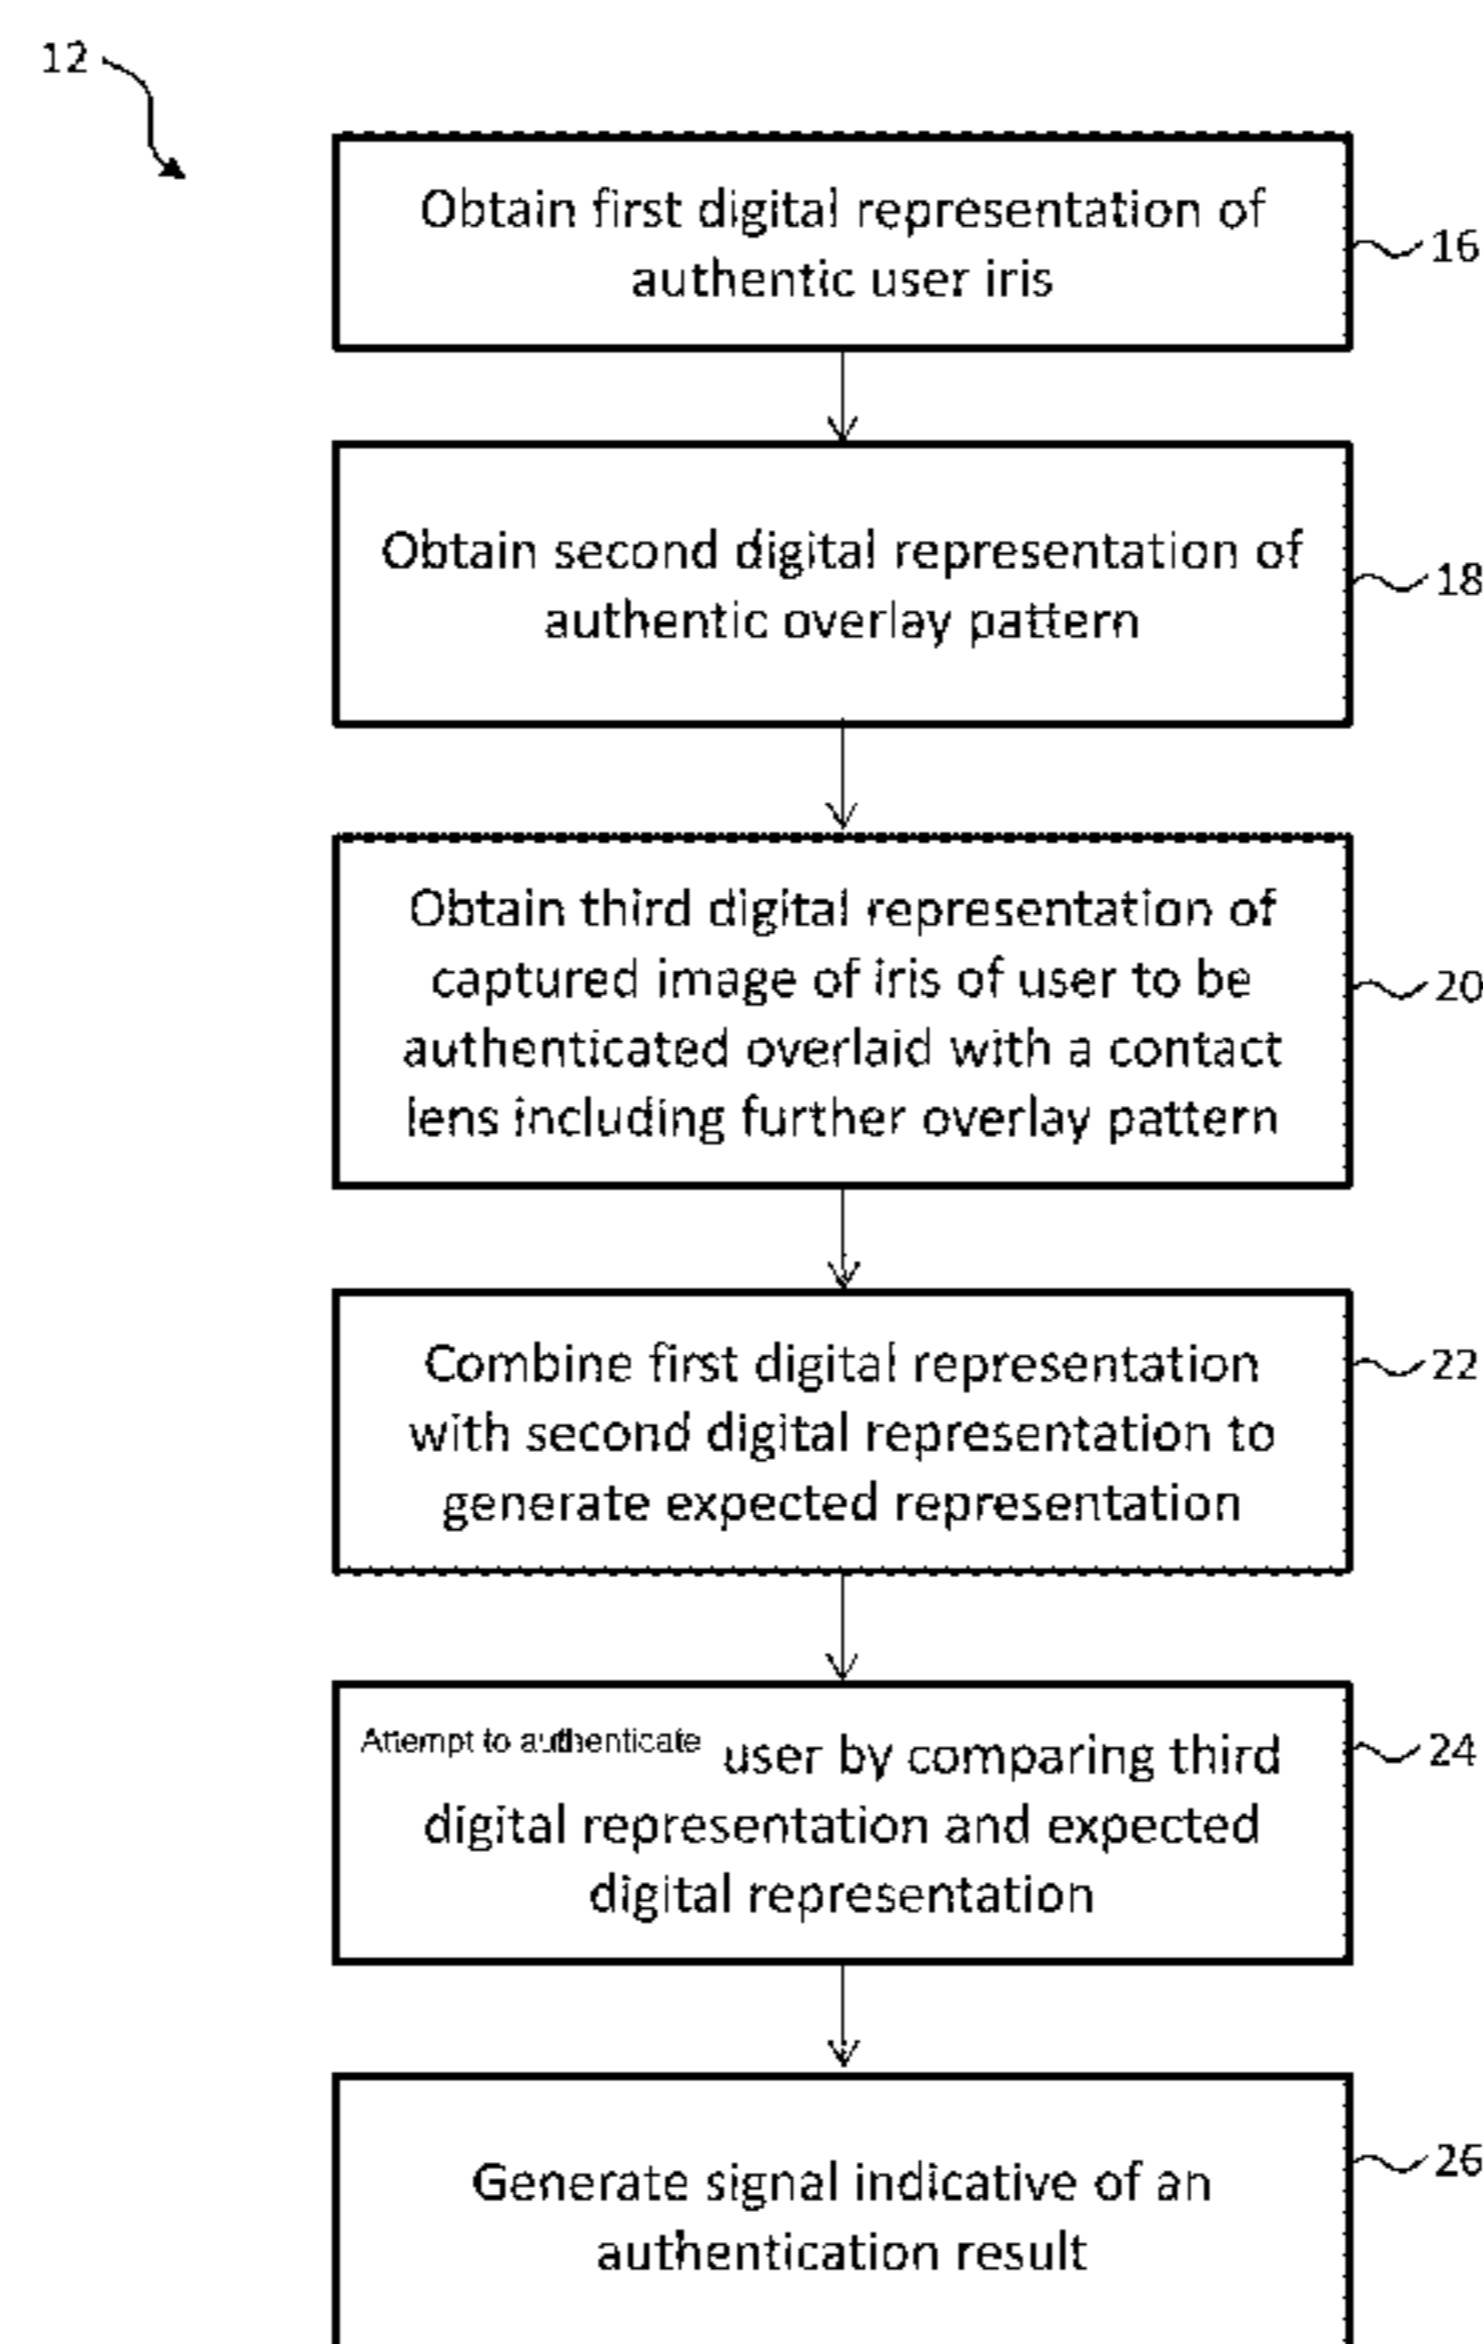 12
Obtain first digital representation of
authentic user iris
16
Obtain second digital representation of
authentic overlay pattern
18
Obtain third digital representation of
captured image of iris of user to be
authenticated overlaid with a contact
lens including further overlay pattern
20
Combine first digital representation
with second digital representation to
generate expected representation
22
Attempt to authenticate user by comparing third
digital representation and expected
digital representation
24
Generate signal indicative of an
authentication result
26